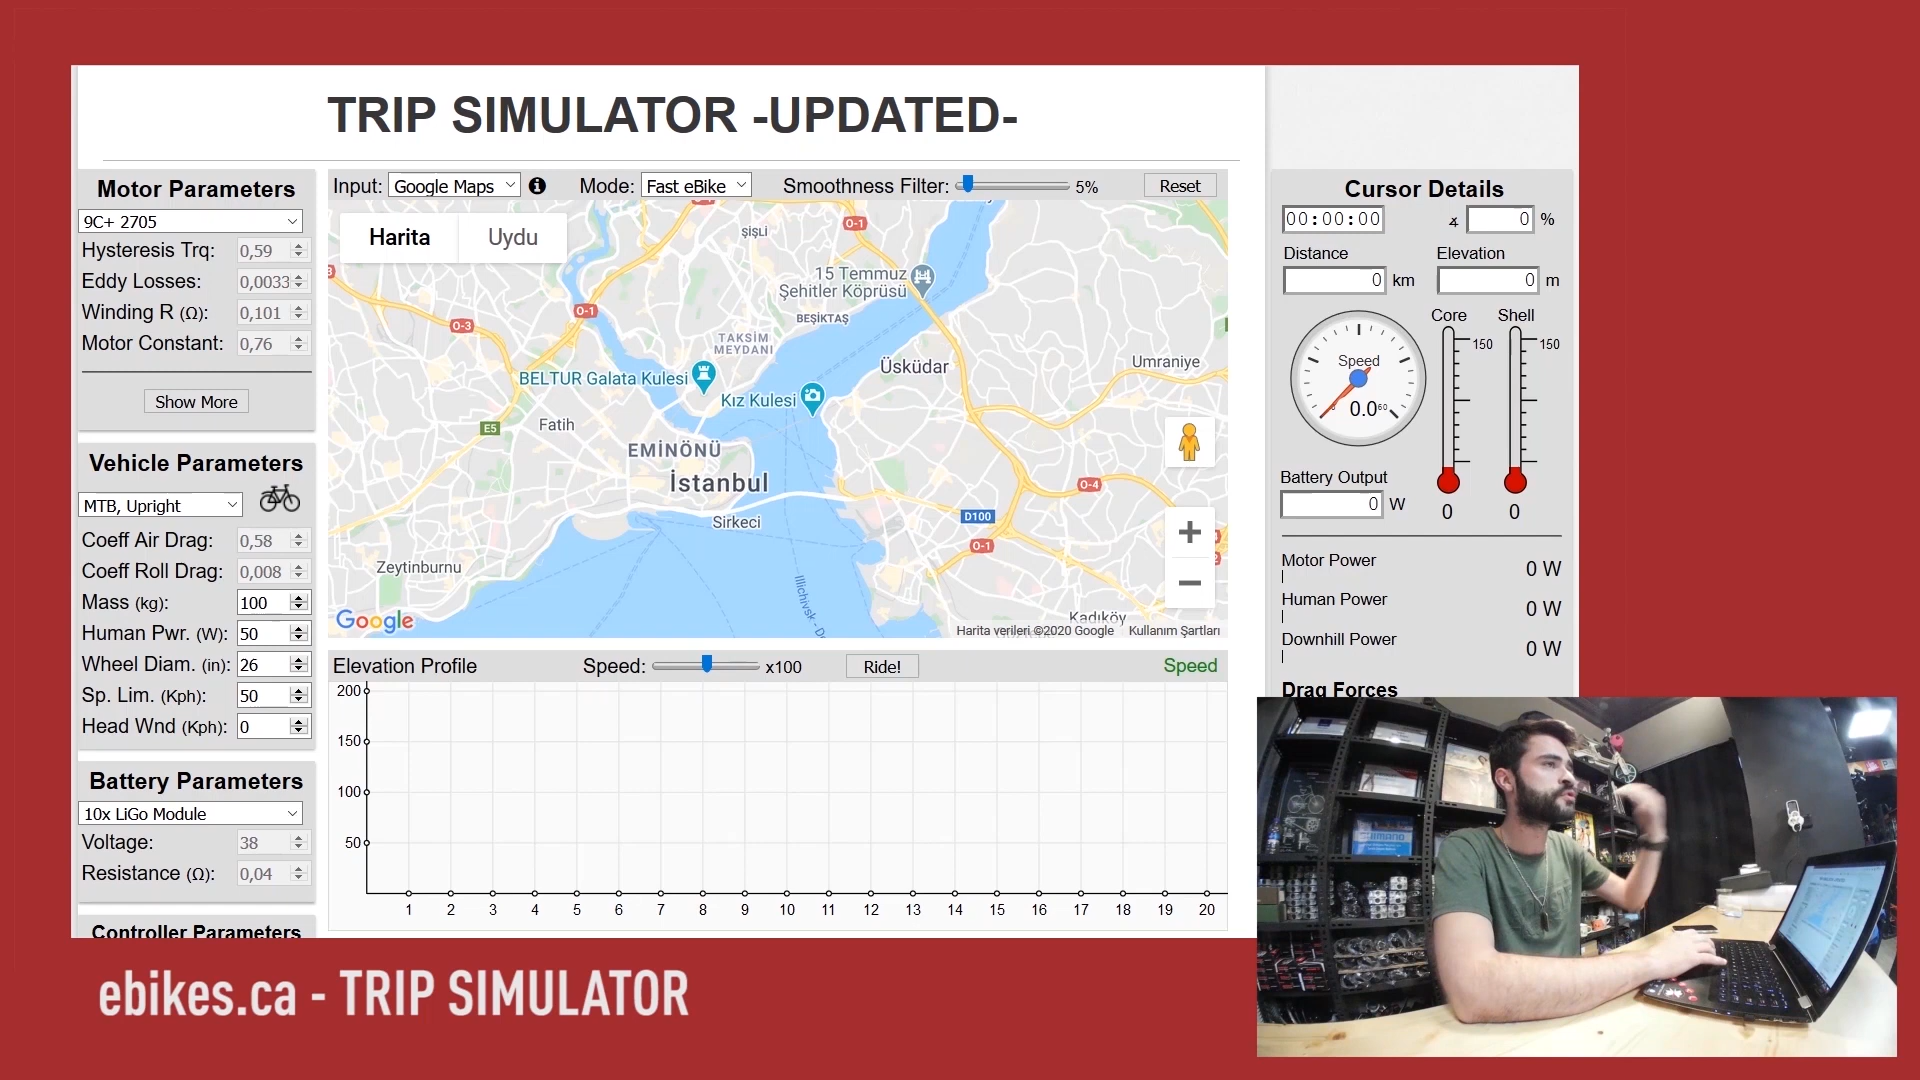 TRIP SIMULATOR -UPDATED-
Motor Parameters
9C+ 2705
Hysteresis Trq: 0,59
Eddy Losses: 0,0033
Winding R (Ω): 0,101
Motor Constant: 0,76
Show More
Vehicle Parameters
MTB, Upright
Coeff Air Drag: 0,58
Coeff Roll Drag: 0,008
Mass (kg): 100
Human Pwr. (W): 50
Wheel Diam. (in): 26
Sp. Lim. (Kph): 50
Head Wnd (Kph): 0
Battery Parameters
10x LiGo Module
Voltage: 38
Resistance (Ω): 0,04
Controller Parameters
Input: Google Maps Mode: Fast eBike Smoothness Filter: 5% Reset
Harita Uydu
ŞİŞLİ
O-1
15 Temmuz
Şehitler Köprüsü
O-1
O-3
BEŞİKTAŞ
TAKSİM
MEYDANI
Umraniye
Üsküdar
BELTUR Galata Kulesi
Kız Kulesi
Fatih
E5
EMİNÖNÜ
İstanbul
O-4
Sirkeci
D100
O-1
Zeytinburnu
Kadıköy
Google
Harita verileri ©2020 Google Kullanım Şartları
Elevation Profile Speed: x100 Ride! Speed
200
150
100
50
1 2 3 4 5 6 7 8 9 10 11 12 13 14 15 16 17 18 19 20
Cursor Details
00:00:00 0 %
Distance Elevation
0 km 0 m
Core Shell
150 150
Speed
0.0 60
Battery Output
0 W
0 0
Motor Power 0 W
Human Power 0 W
Downhill Power 0 W
Drag Forces
SHIMANO
ebikes.ca - TRIP SIMULATOR